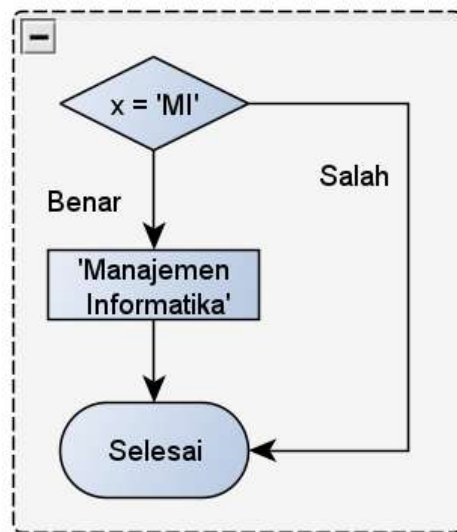 x = 'MI'
Salah
Benar
'Manajemen
Informatika'
Selesai